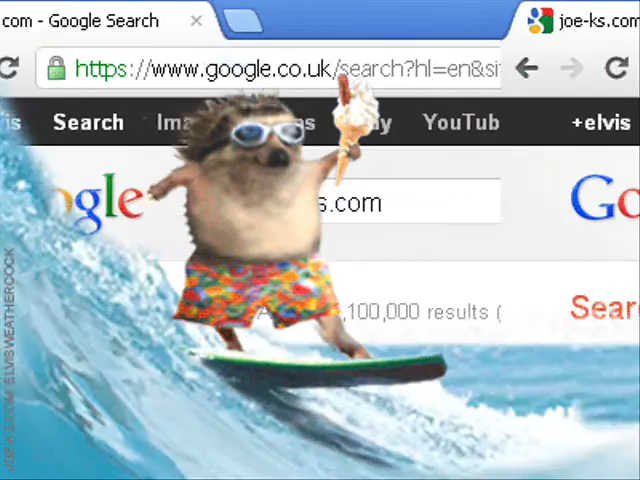 com - Google Search
joe-ks.com
https://www.google.co.uk/search?hl=en&si
Search
YouTub
+elvis
ogle
Go
s.com
,100,000 results (
Sear